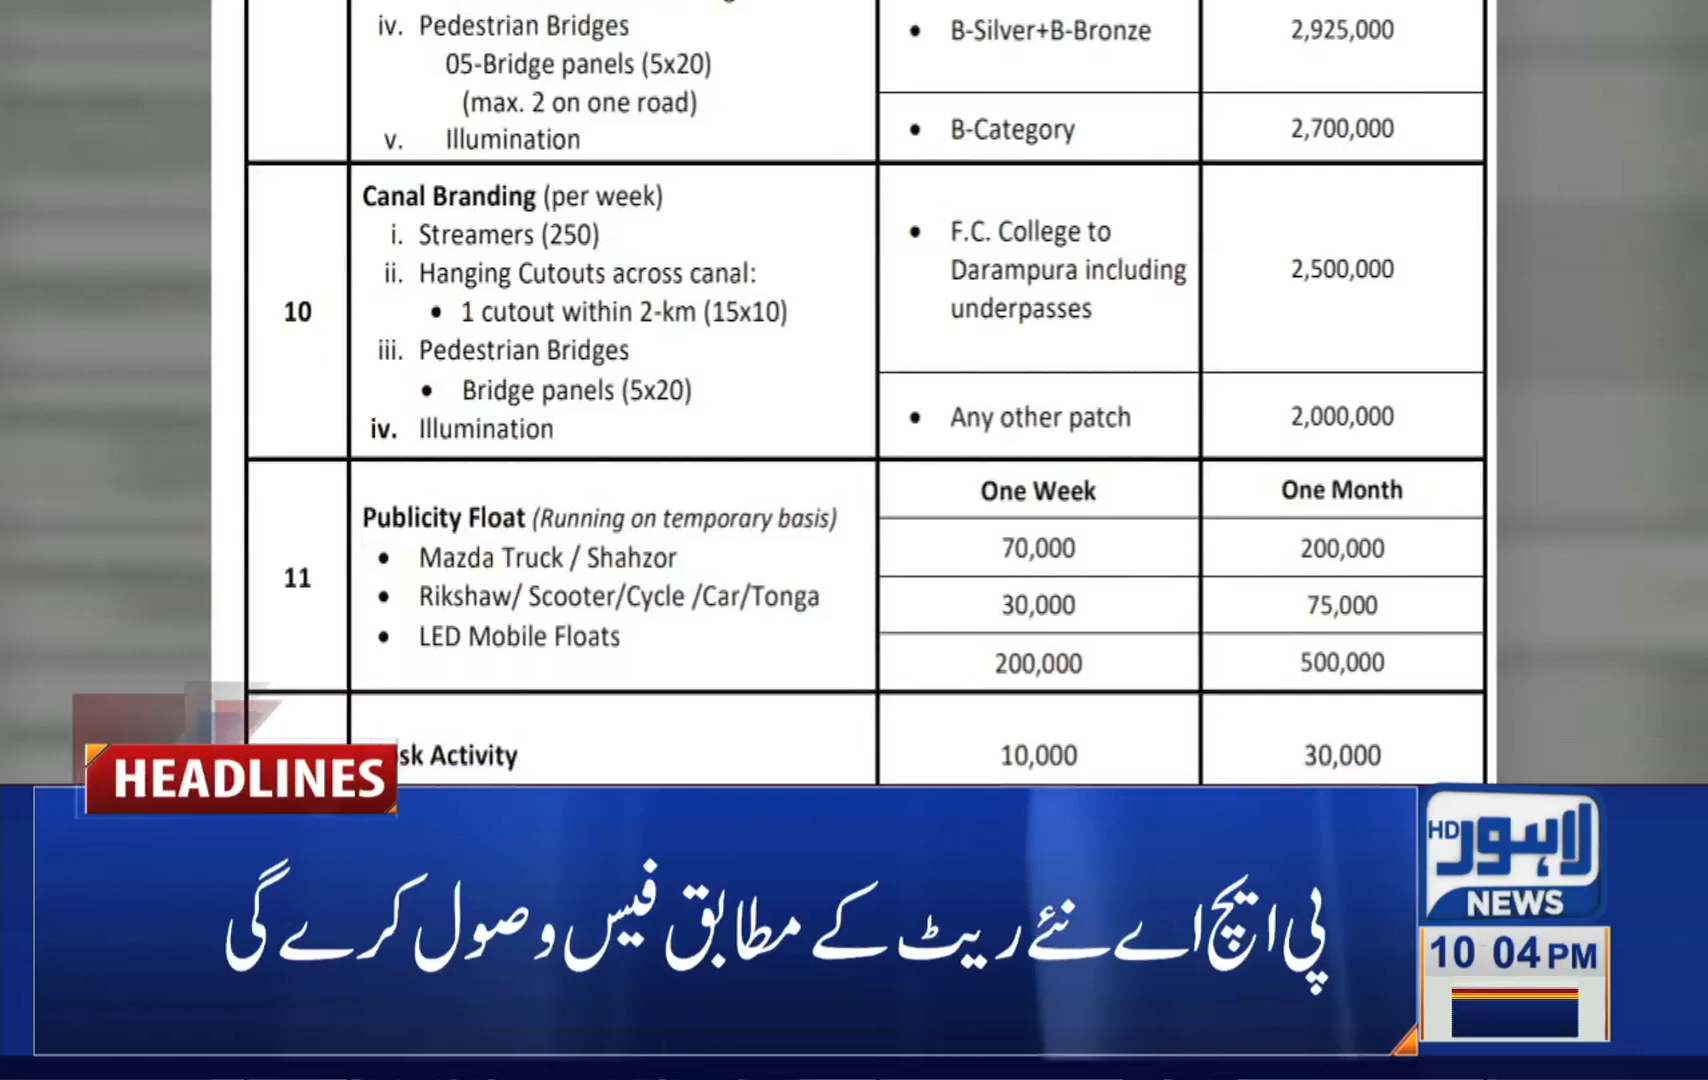 iv. Pedestrian Bridges
05-Bridge panels (5x20)
(max. 2 on one road)
v. Illumination
• B-Silver+B-Bronze 2,925,000
• B-Category 2,700,000
10
Canal Branding (per week)
i. Streamers (250)
ii. Hanging Cutouts across canal:
• 1 cutout within 2-km (15x10)
iii. Pedestrian Bridges
• Bridge panels (5x20)
iv. Illumination
• F.C. College to
Darampura including
underpasses
2,500,000
• Any other patch 2,000,000
11
Publicity Float (Running on temporary basis)
• Mazda Truck / Shahzor
• Rikshaw/ Scooter/Cycle /Car/Tonga
• LED Mobile Floats
One Week One Month
70,000 200,000
30,000 75,000
200,000 500,000
sk Activity 10,000 30,000
HEADLINES
پی ایچ اے نئے ریٹ کے مطابق فیس وصول کرے گی
لاہور HD
NEWS
10 04 PM